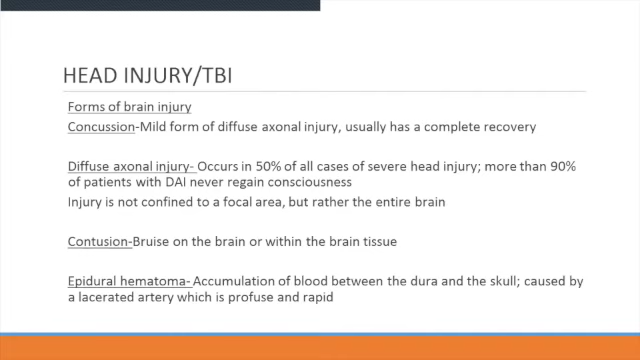 HEAD INJURY/TBI
Forms of brain injury
Concussion-Mild form of diffuse axonal injury, usually has a complete recovery
Diffuse axonal injury- Occurs in 50% of all cases of severe head injury; more than 90%
of patients with DAI never regain consciousness
Injury is not confined to a focal area, but rather the entire brain
Contusion-Bruise on the brain or within the brain tissue
Epidural hematoma- Accumulation of blood between the dura and the skull; caused by
a lacerated artery which is profuse and rapid